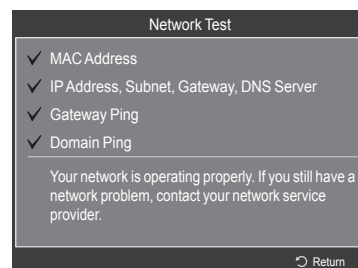 Network Test
MAC Address
IP Address, Subnet, Gateway, DNS Server
Gateway Ping
Domain Ping
Your network is operating properly. If you still have a
network problem, contact your network service
provider.
Return